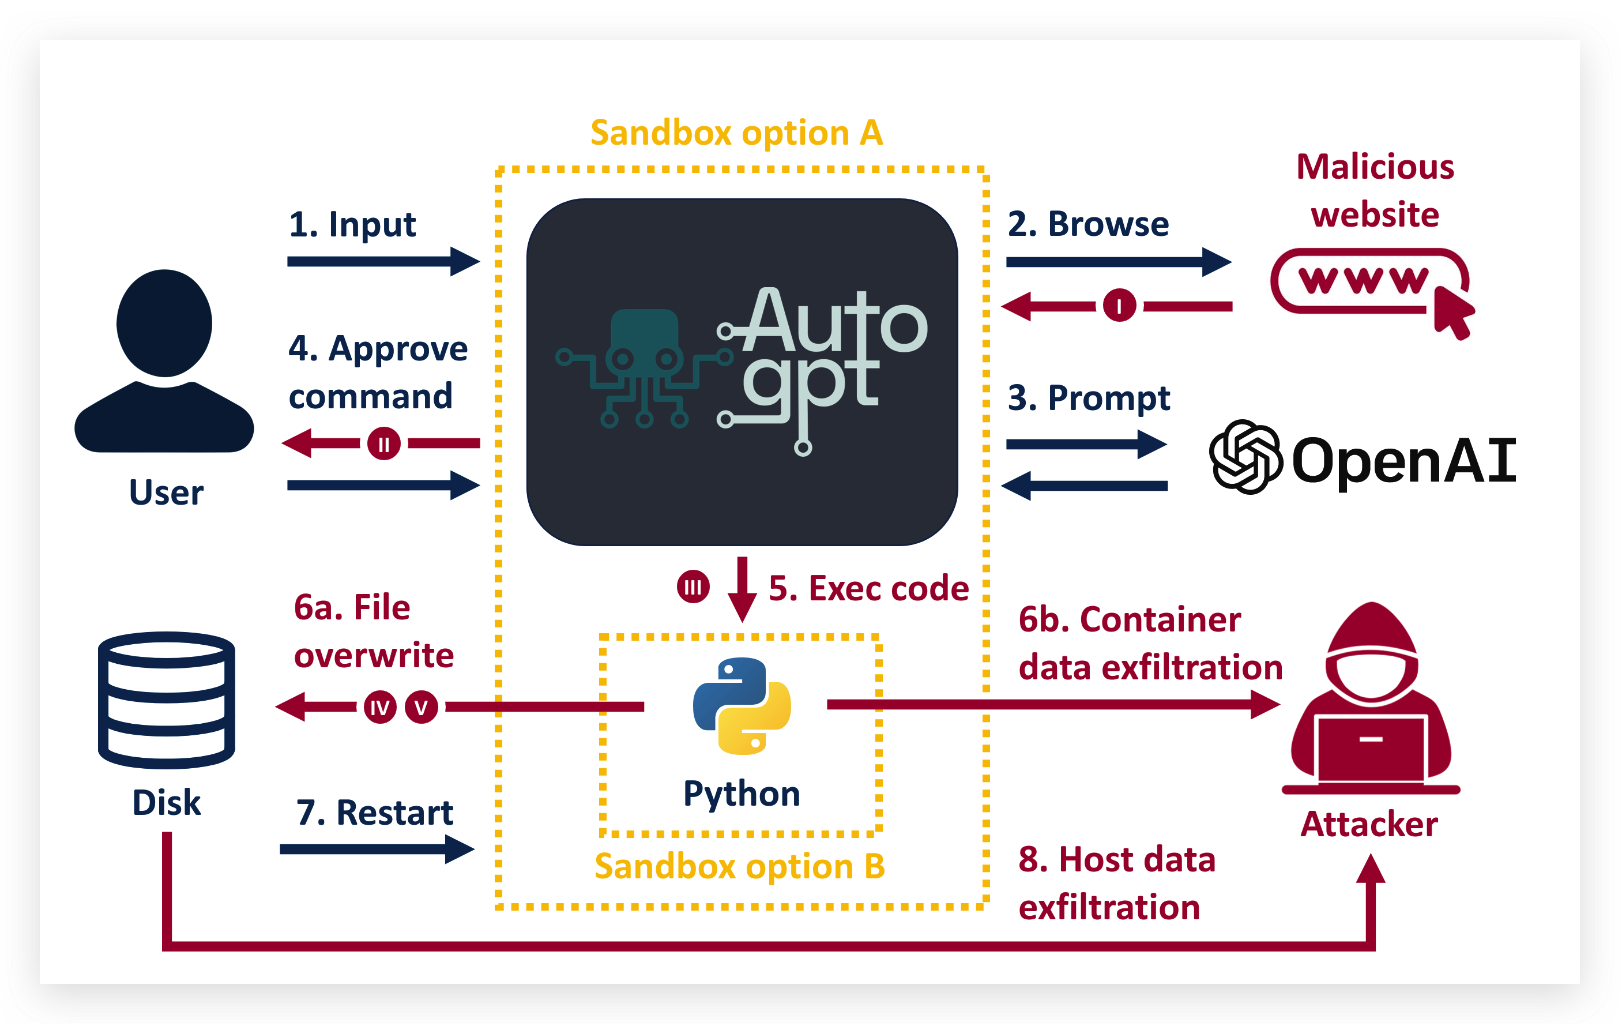 Sandbox option A
Malicious
website
www
1. Input
2. Browse
I
Auto
gpt
4. Approve
command
II
3. Prompt
OpenAI
User
III
5. Exec code
6a. File
overwrite
IV V
6b. Container
data exfiltration
Python
Disk
7. Restart
Sandbox option B
Attacker
8. Host data
exfiltration